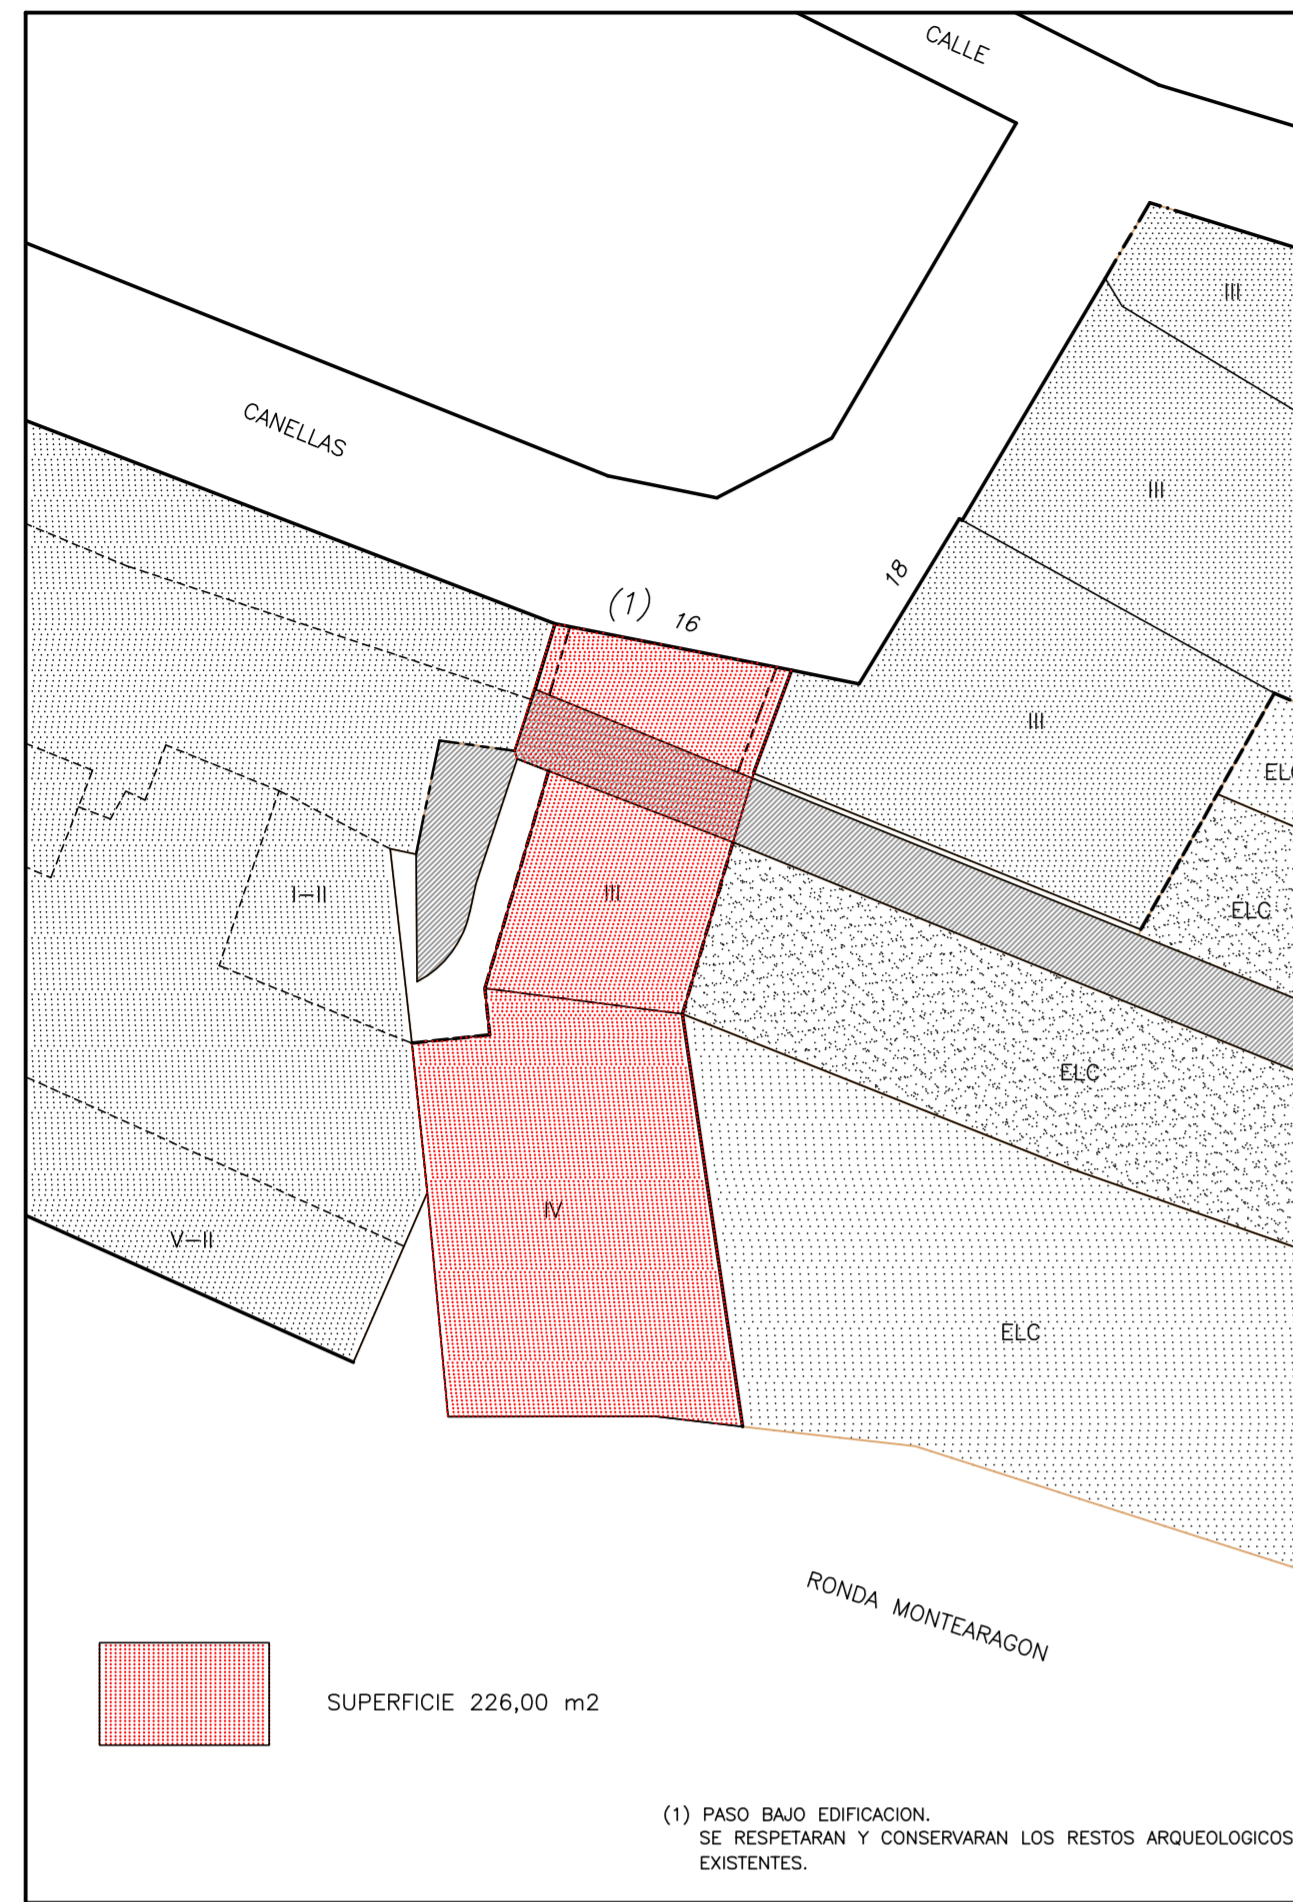 CALLE
III
CANELLAS
III
18
(1) 16
III
I-II
III
ELC
ELC
IV
V-II
ELC
RONDA MONTEARAGON
SUPERFICIE 226,00 m2
(1) PASO BAJO EDIFICACION.
SE RESPETARAN Y CONSERVARAN LOS RESTOS ARQUEOLOGICOS
EXISTENTES.